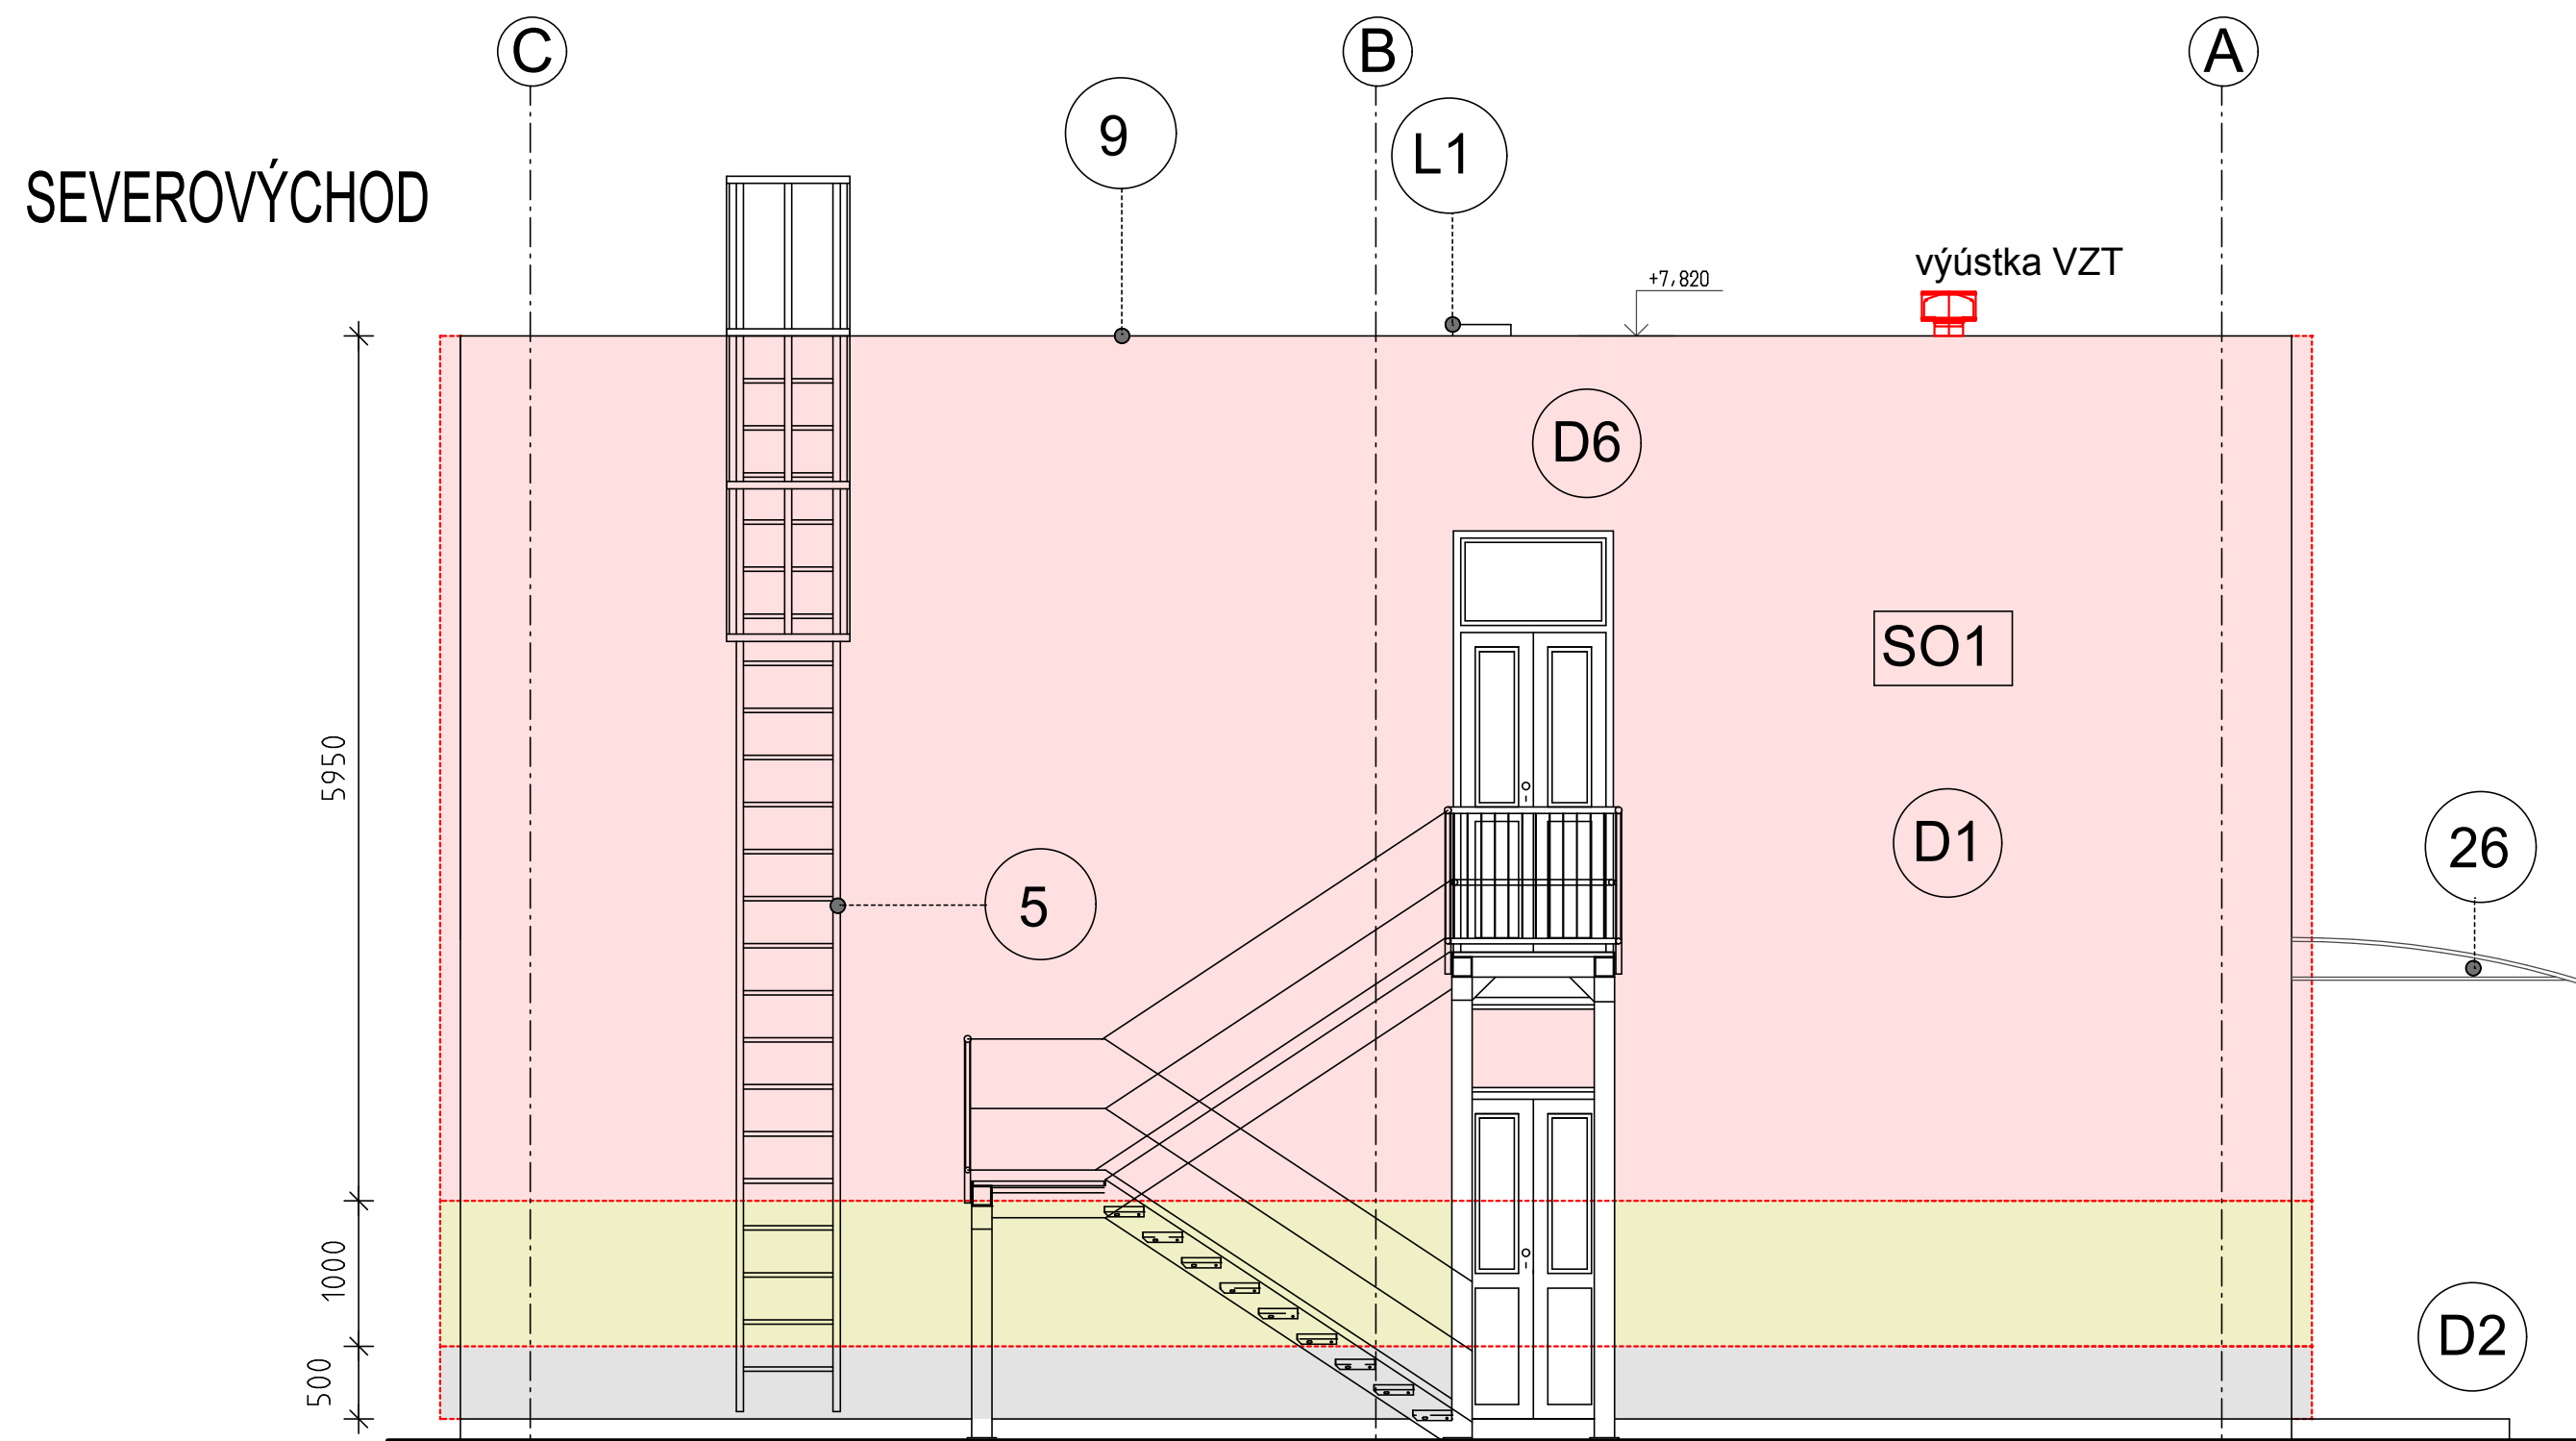 C
B
A
9
L1
SEVEROVÝCHOD
výústka VZT
+7,820
D6
SO1
5950
D1
26
5
1000
D2
500